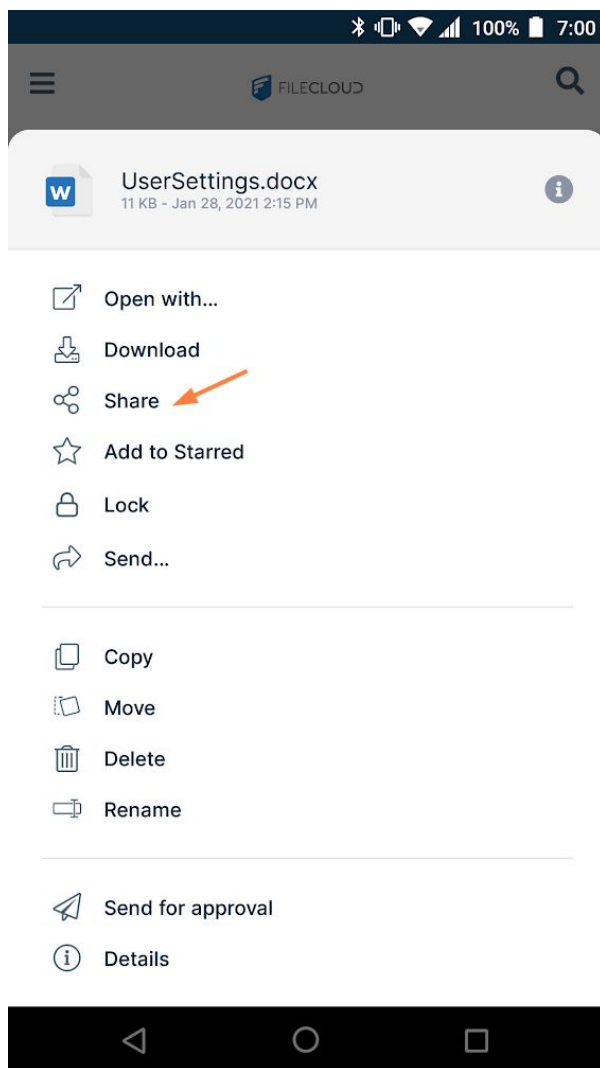 100% 7:00
FILECLOUD
UserSettings.docx
11 KB - Jan 28, 2021 2:15 PM
Open with...
Download
Share
Add to Starred
Lock
Send...
Copy
Move
Delete
Rename
Send for approval
Details